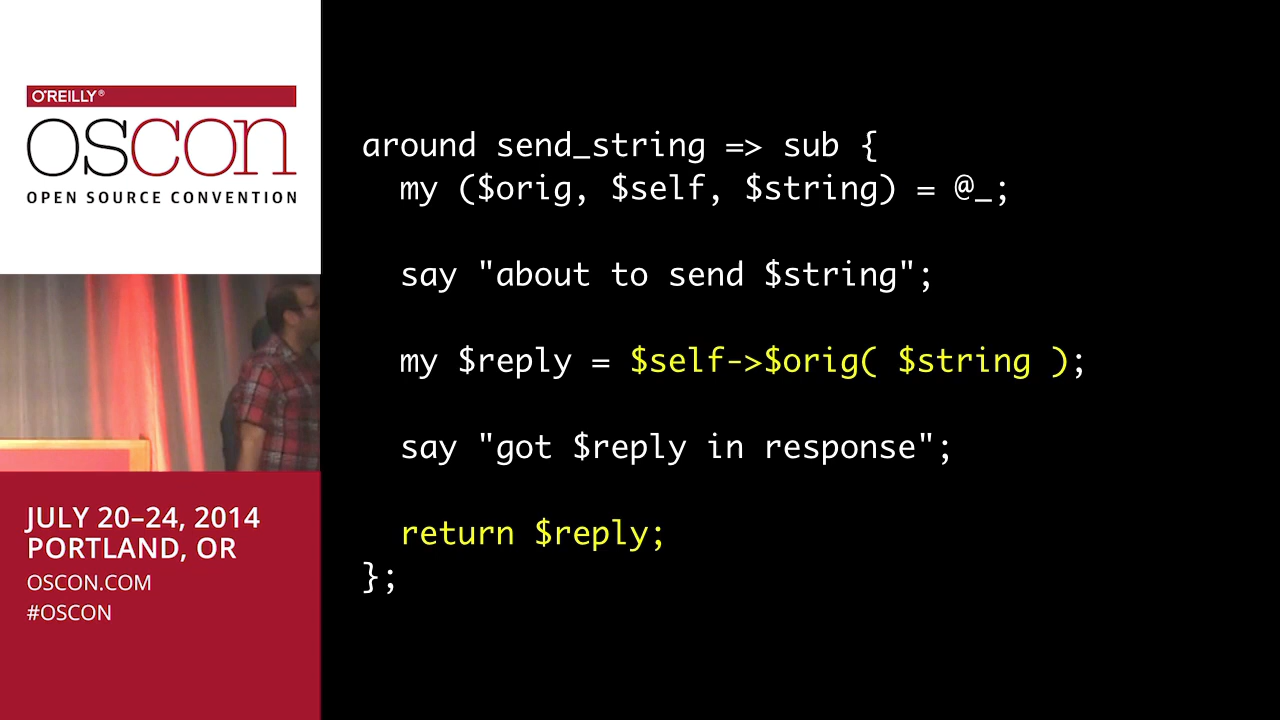 O'REILLY®
OSCON
OPEN SOURCE CONVENTION
JULY 20–24, 2014
PORTLAND, OR
OSCON.COM
#OSCON
around send_string => sub {
  my ($orig, $self, $string) = @_;
  say "about to send $string";
  my $reply = $self->$orig( $string );
  say "got $reply in response";
  return $reply;
};